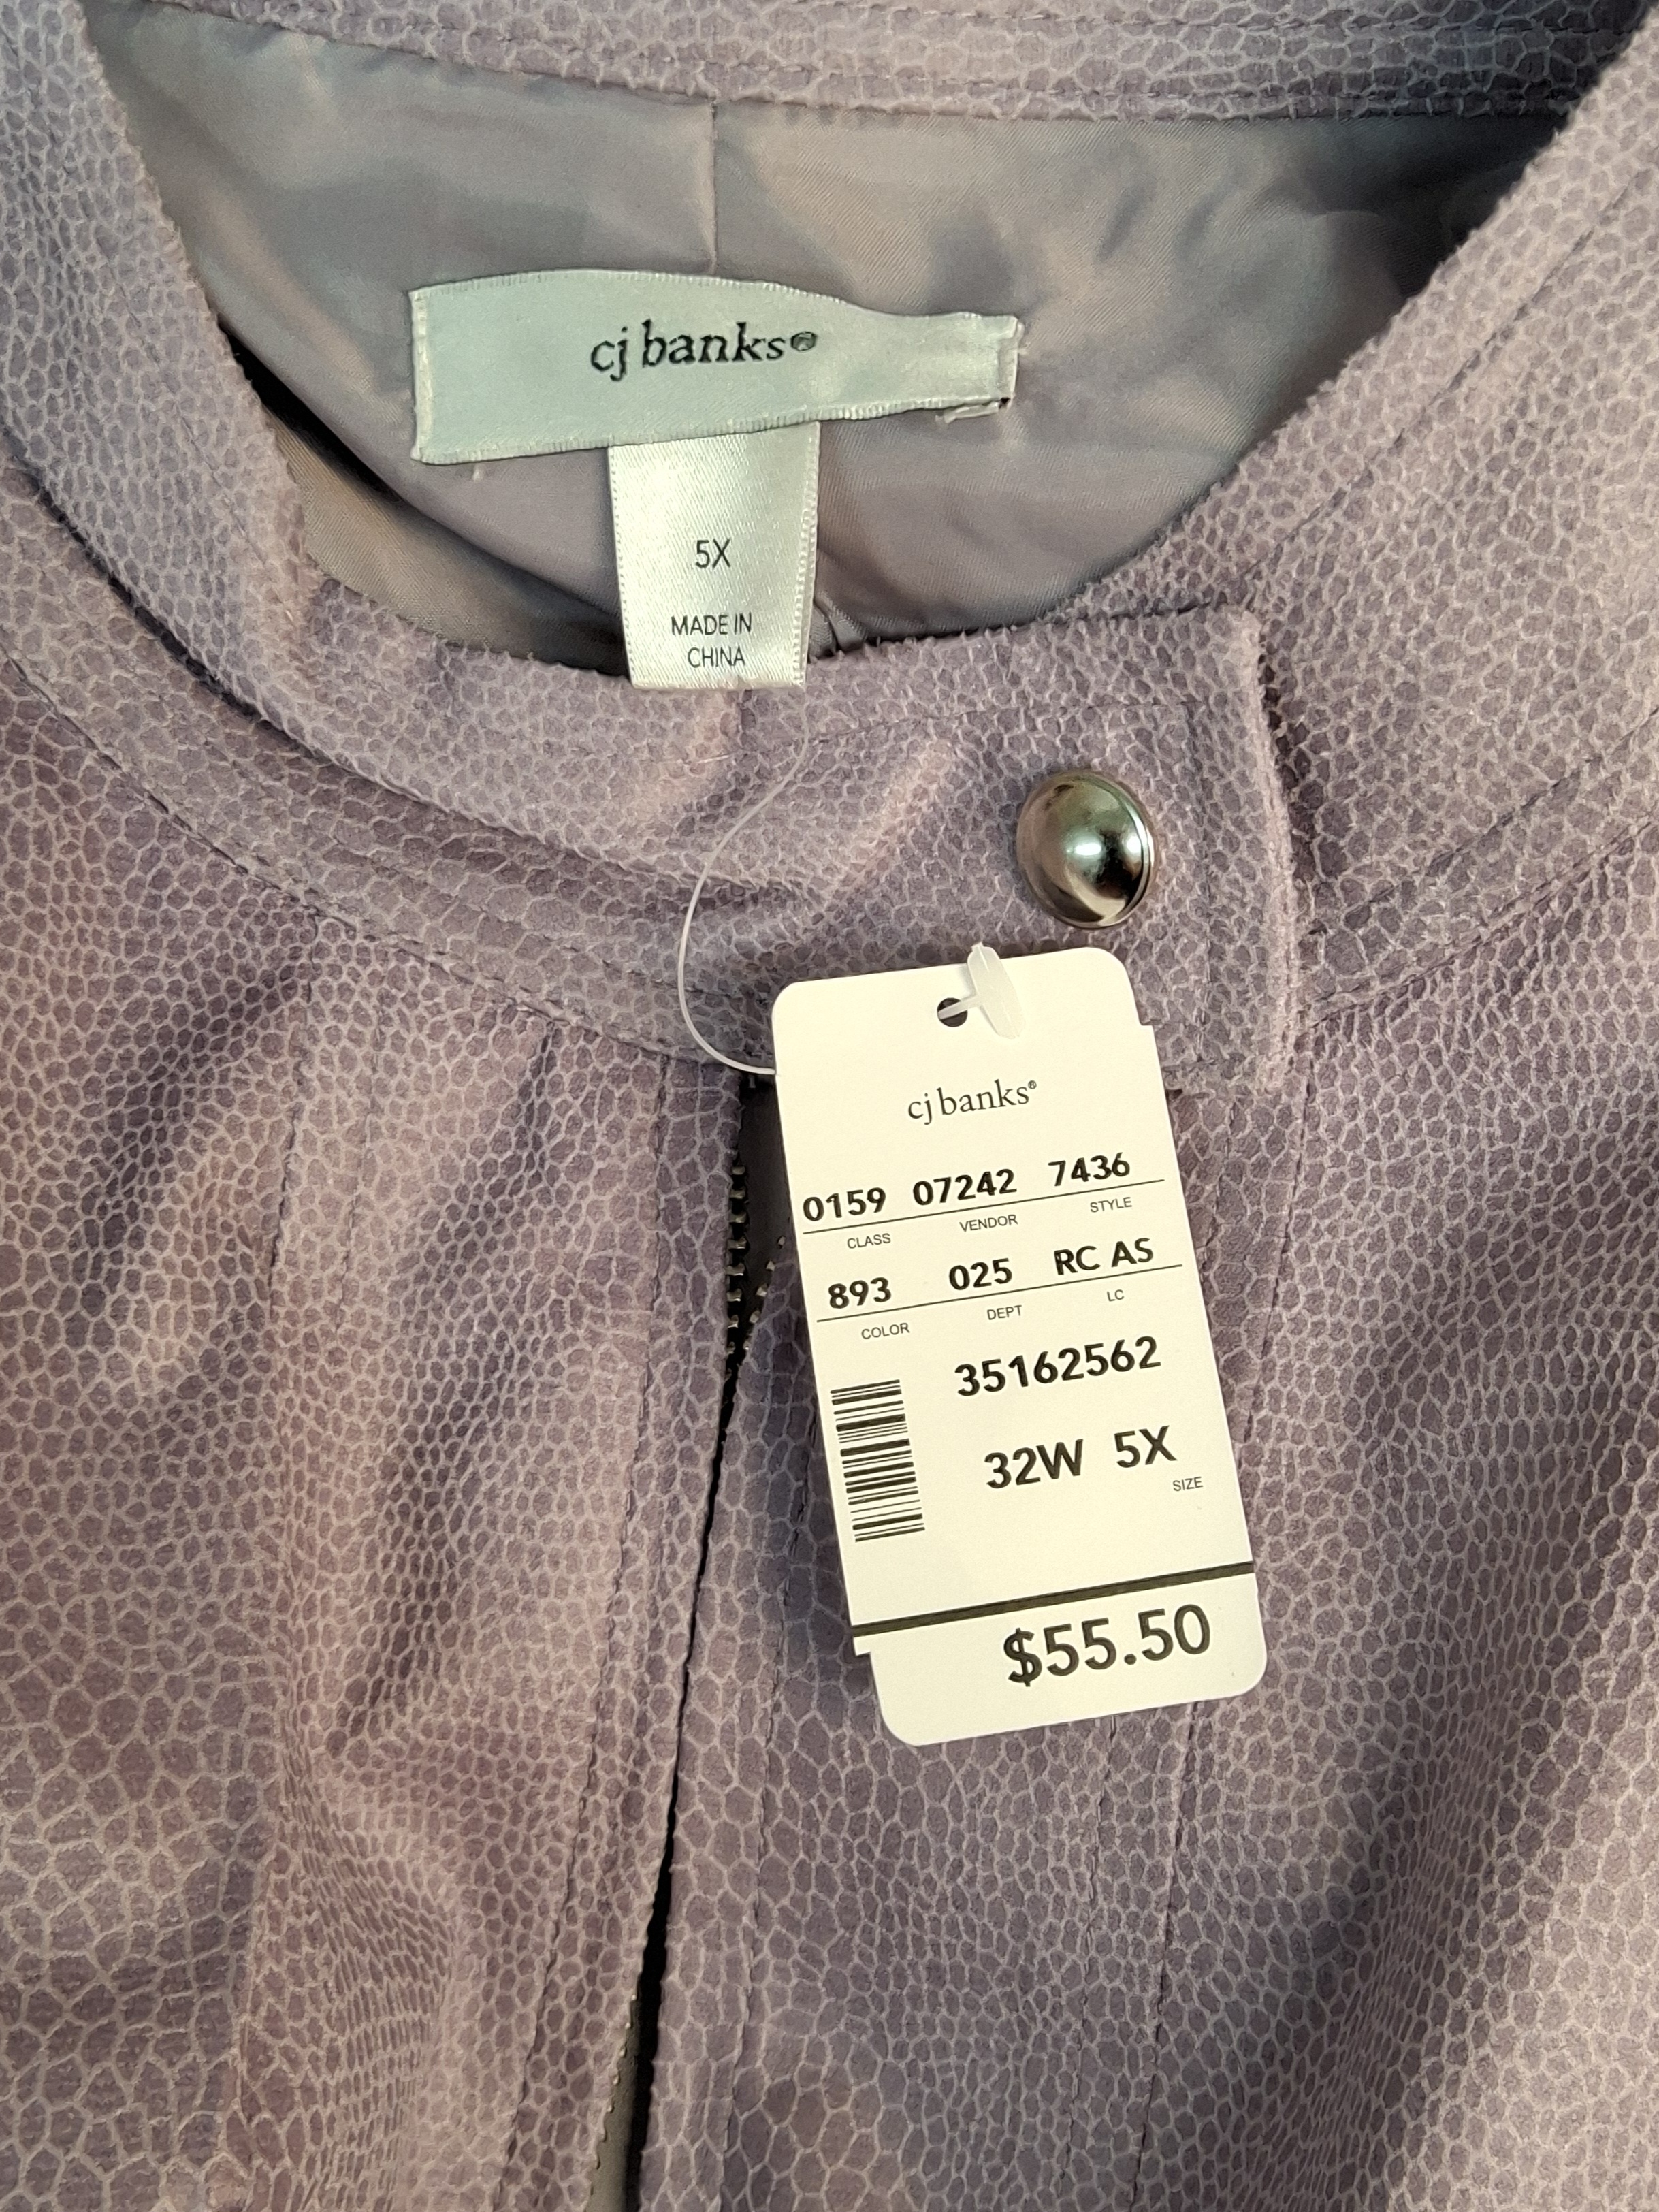 cj banks®
5X
MADE IN
CHINA
cj banks®
0159 07242 7436
CLASS VENDOR STYLE
893 025 RC AS
COLOR DEPT LC
35162562
32W 5X
SIZE
$55.50